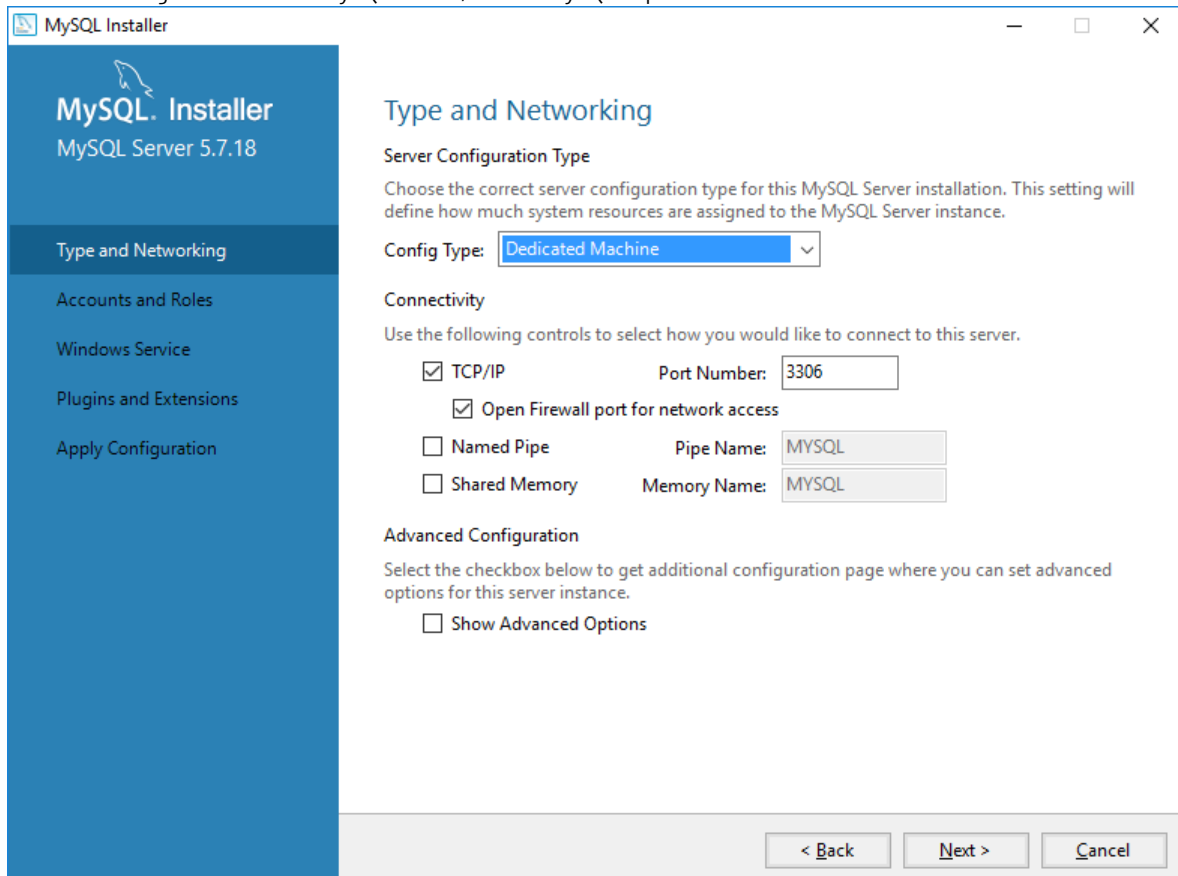 MySQL Installer
MySQL. Installer
MySQL Server 5.7.18
Type and Networking
Accounts and Roles
Windows Service
Plugins and Extensions
Apply Configuration
Type and Networking
Server Configuration Type
Choose the correct server configuration type for this MySQL Server installation. This setting will
define how much system resources are assigned to the MySQL Server instance.
Config Type: Dedicated Machine
Connectivity
Use the following controls to select how you would like to connect to this server.
TCP/IP Port Number: 3306
Open Firewall port for network access
Named Pipe Pipe Name: MYSQL
Shared Memory Memory Name: MYSQL
Advanced Configuration
Select the checkbox below to get additional configuration page where you can set advanced
options for this server instance.
Show Advanced Options
< Back Next > Cancel